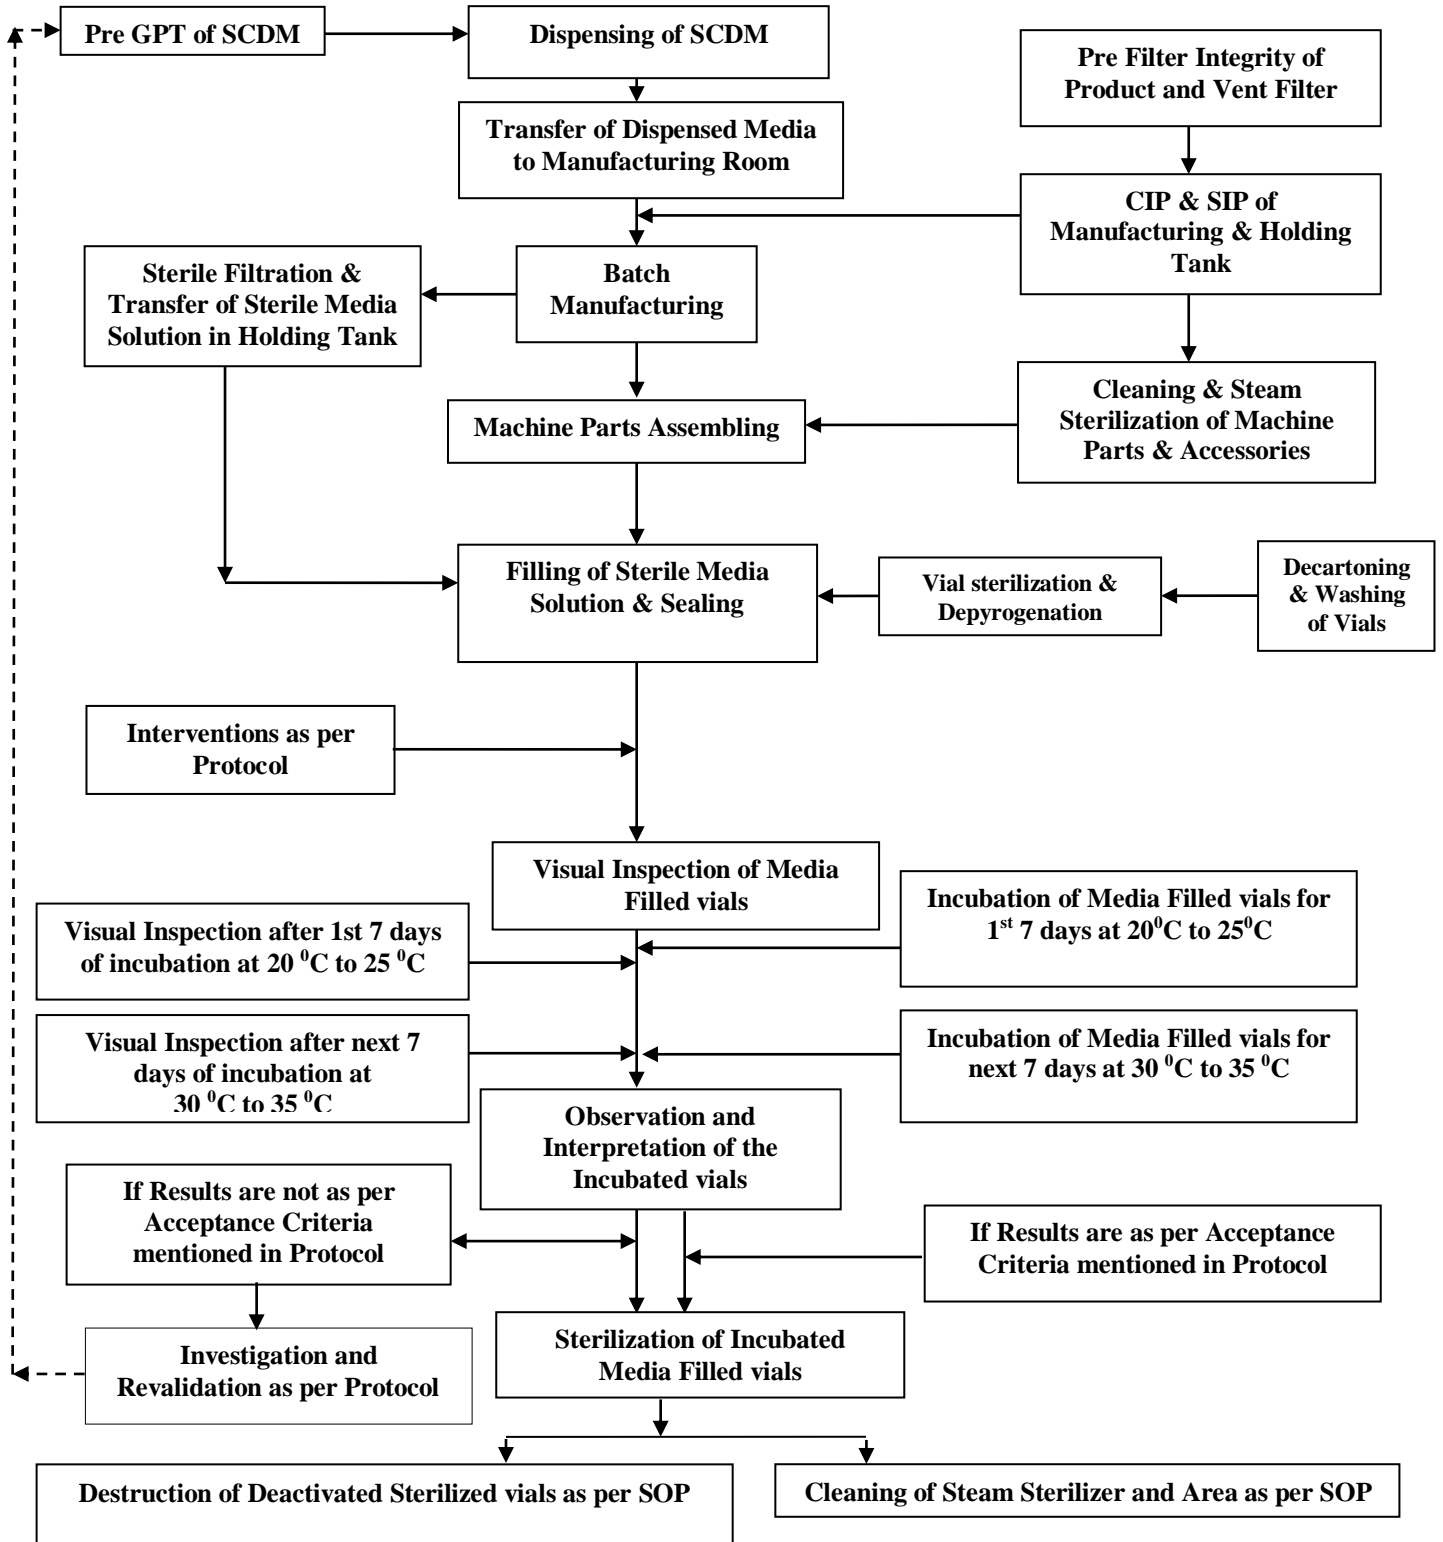 Pre GPT of SCDM
Dispensing of SCDM
Pre Filter Integrity of
Product and Vent Filter
Transfer of Dispensed Media
to Manufacturing Room
CIP & SIP of
Manufacturing & Holding
Tank
Sterile Filtration &
Transfer of Sterile Media
Solution in Holding Tank
Batch
Manufacturing
Machine Parts Assembling
Cleaning & Steam
Sterilization of Machine
Parts & Accessories
Filling of Sterile Media
Solution & Sealing
Vial sterilization &
Depyrogenation
Decartoning
& Washing
of Vials
Interventions as per
Protocol
Visual Inspection of Media
Filled vials
Incubation of Media Filled vials for
1st 7 days at 20⁰C to 25⁰C
Visual Inspection after 1st 7 days
of incubation at 20 ⁰C to 25 ⁰C
Visual Inspection after next 7
days of incubation at
30 ⁰C to 35 ⁰C
Incubation of Media Filled vials for
next 7 days at 30 ⁰C to 35 ⁰C
Observation and
Interpretation of the
Incubated vials
If Results are not as per
Acceptance Criteria
mentioned in Protocol
If Results are as per Acceptance
Criteria mentioned in Protocol
Investigation and
Revalidation as per Protocol
Sterilization of Incubated
Media Filled vials
Destruction of Deactivated Sterilized vials as per SOP
Cleaning of Steam Sterilizer and Area as per SOP